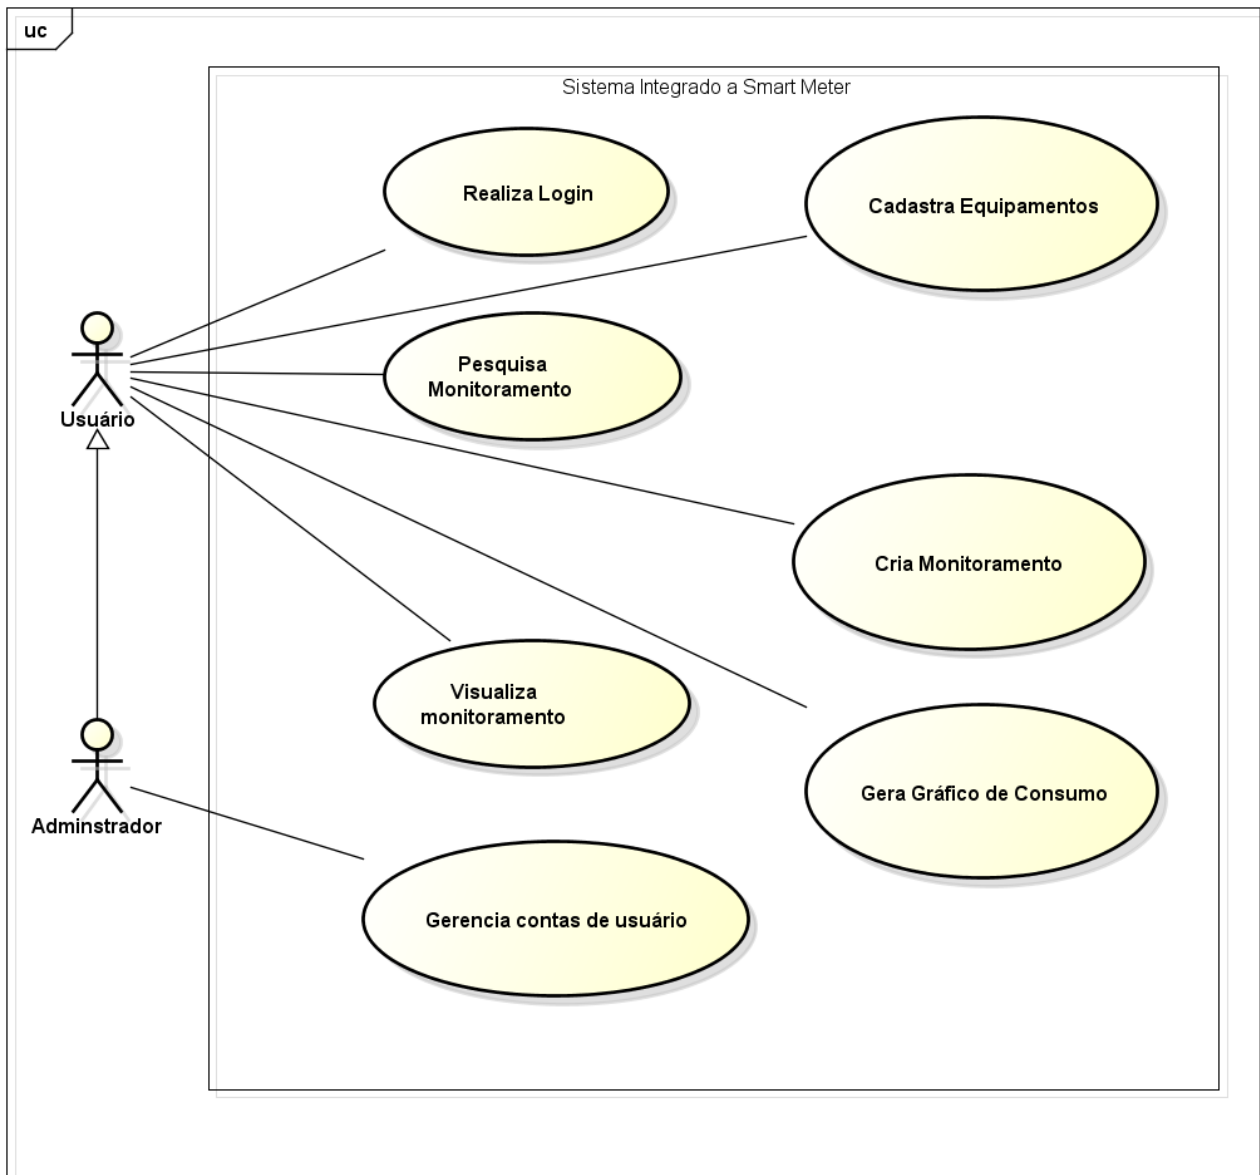 uc
Sistema Integrado a Smart Meter
Realiza Login
Cadastra Equipamentos
Pesquisa
Monitoramento
Usuário
Cria Monitoramento
Visualiza
monitoramento
Gera Gráfico de Consumo
Adminstrador
Gerencia contas de usuário